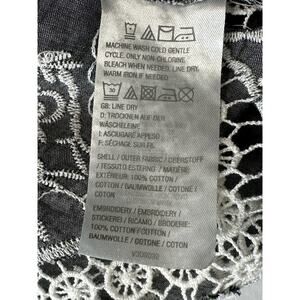 MACHINE WASH COLD GENTLE
CYCLE. ONLY NON-CHLORINE
BLEACH WHEN NEEDED. LINE DRY.
WARM IRON IF NEEDED.
30
GB: LINE DRY
D: TROCKNEN AUF DER
WÄSCHELEINE
I: ASCIUGARE APPESO
F: SÉCHAGE SUR FIL
SHELL / OUTER FABRIC / OBERSTOFF
/ TESSUTO ESTERNO / MATIÈRE
EXTÉRIEUR: 100% COTTON /
COTTON / BAUMWOLLE / COTONE /
COTON
EMBROIDERY / EMBROIDERY /
STICKEREI / RICAMO / BRODERIE:
100% COTTON / COTTON /
BAUMWOLLE / COTONE / COTON